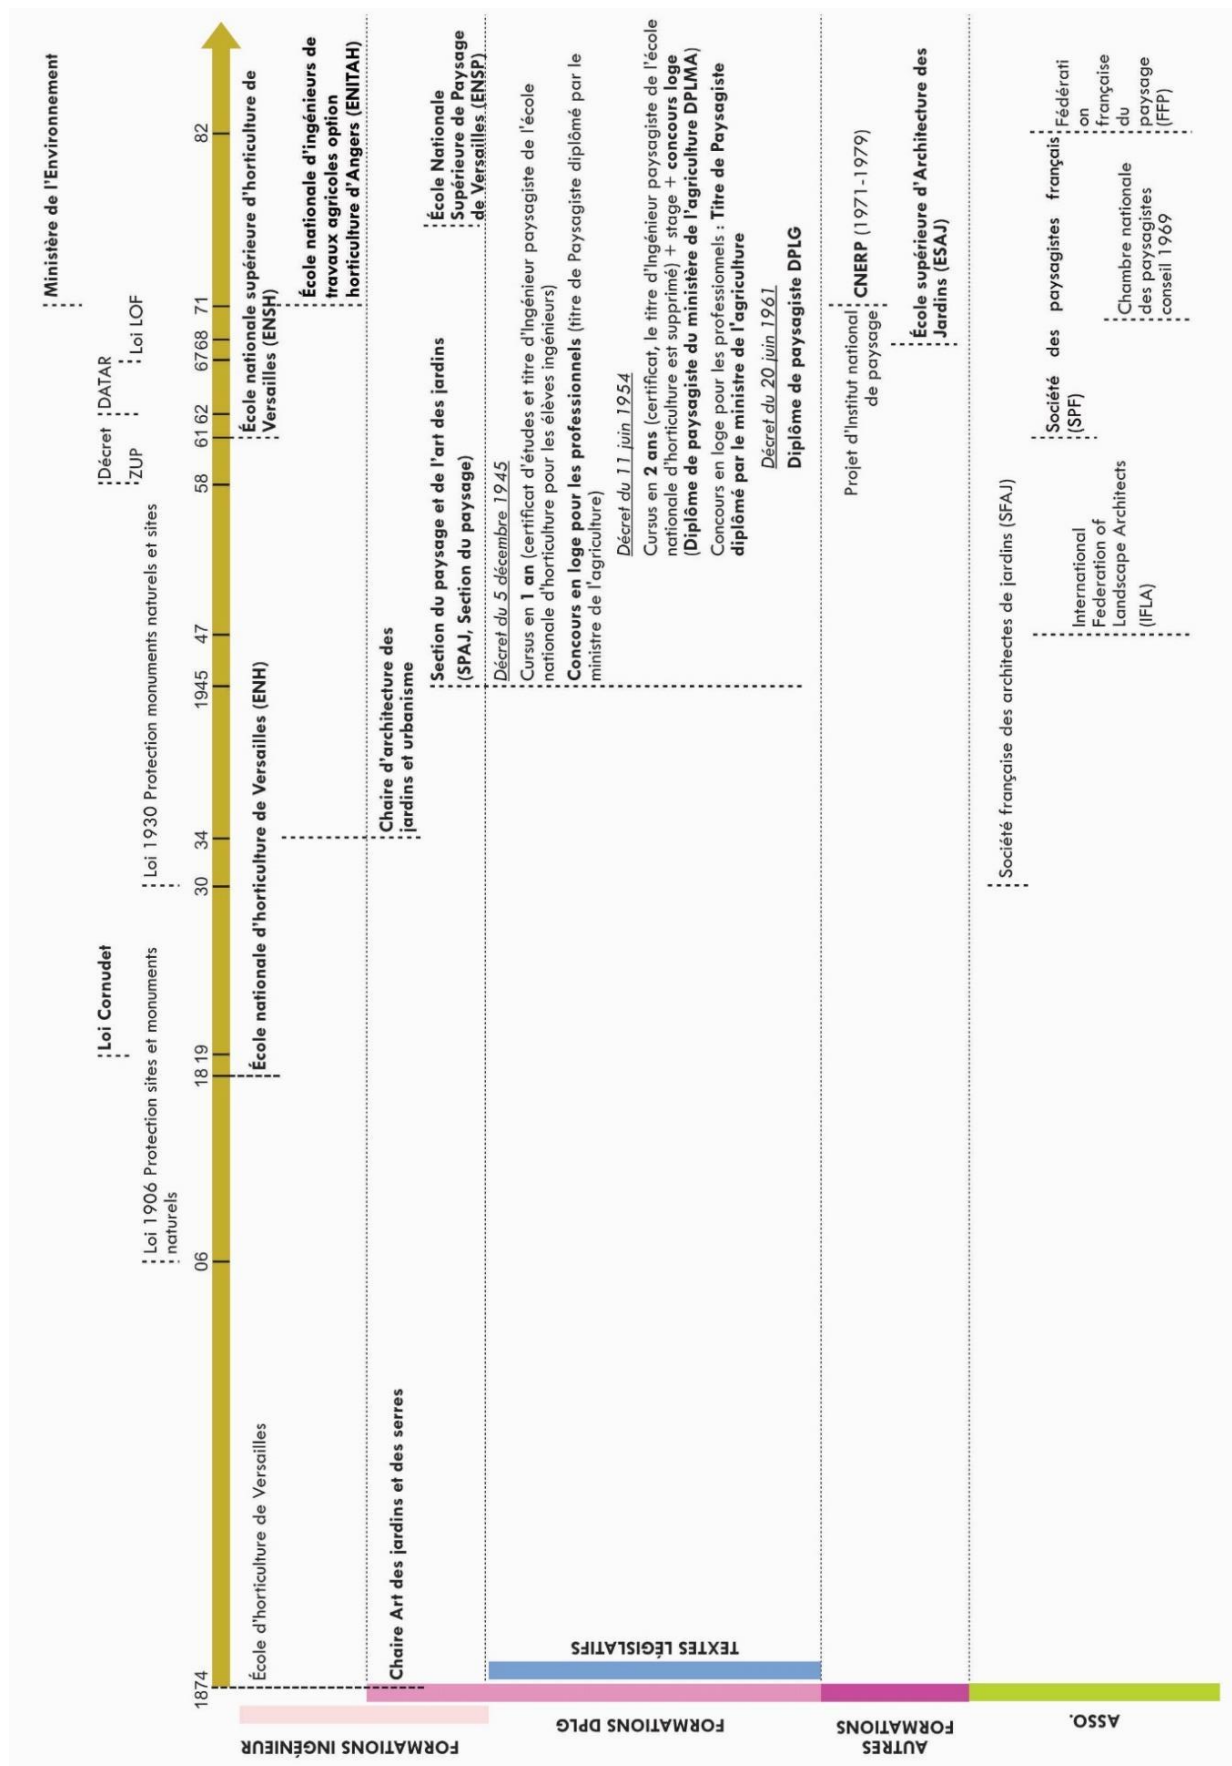 Ministère de l'Environnement
Loi Cornudet
Décret
ZUP
DATAR
Loi LOF
Loi 1906 Protection sites et monuments
naturels
Loi 1930 Protection monuments naturels et sites
1874
06
18
19
30
34
1945
47
58
61
62
67
68
71
82
École d'horticulture de Versailles
École nationale d'horticulture de Versailles (ENH)
École nationale supérieure d'horticulture de
Versailles (ENSH)
École nationale d'ingénieurs de
travaux agricoles option
horticulture d'Angers (ENITAH)
FORMATIONS INGÉNIEUR
Chaire Art des jardins et des serres
Chaire d'architecture des
jardins et urbanisme
Section du paysage et de l'art des jardins
(SPAJ, Section du paysage)
École Nationale
Supérieure de Paysage
de Versailles (ENSP)
FORMATIONS DPLG
TEXTES LÉGISLATIFS
Décret du 5 décembre 1945
Cursus en 1 an (certificat d'études et titre d'Ingénieur paysagiste de l'école
nationale d'horticulture pour les élèves ingénieurs)
Concours en loge pour les professionnels (titre de Paysagiste diplômé par le
ministre de l'agriculture)
Décret du 11 juin 1954
Cursus en 2 ans (certificat, le titre d'Ingénieur paysagiste de l'école
nationale d'horticulture est supprimé) + stage + concours loge
(Diplôme de paysagiste du ministère de l'agriculture DPLMA)
Concours en loge pour les professionnels : Titre de Paysagiste
diplômé par le ministre de l'agriculture
Décret du 20 juin 1961
Diplôme de paysagiste DPLG
AUTRES
FORMATIONS
Projet d'Institut national
de paysage
CNERP (1971-1979)
École supérieure d'Architecture des
Jardins (ESAJ)
ASSO.
Société française des architectes de jardins (SFAJ)
International
Federation of
Landscape Architects
(IFLA)
Société des paysagistes français
(SPF)
Chambre nationale
des paysagistes
conseil 1969
Fédérati
on
française
du
paysage
(FFP)